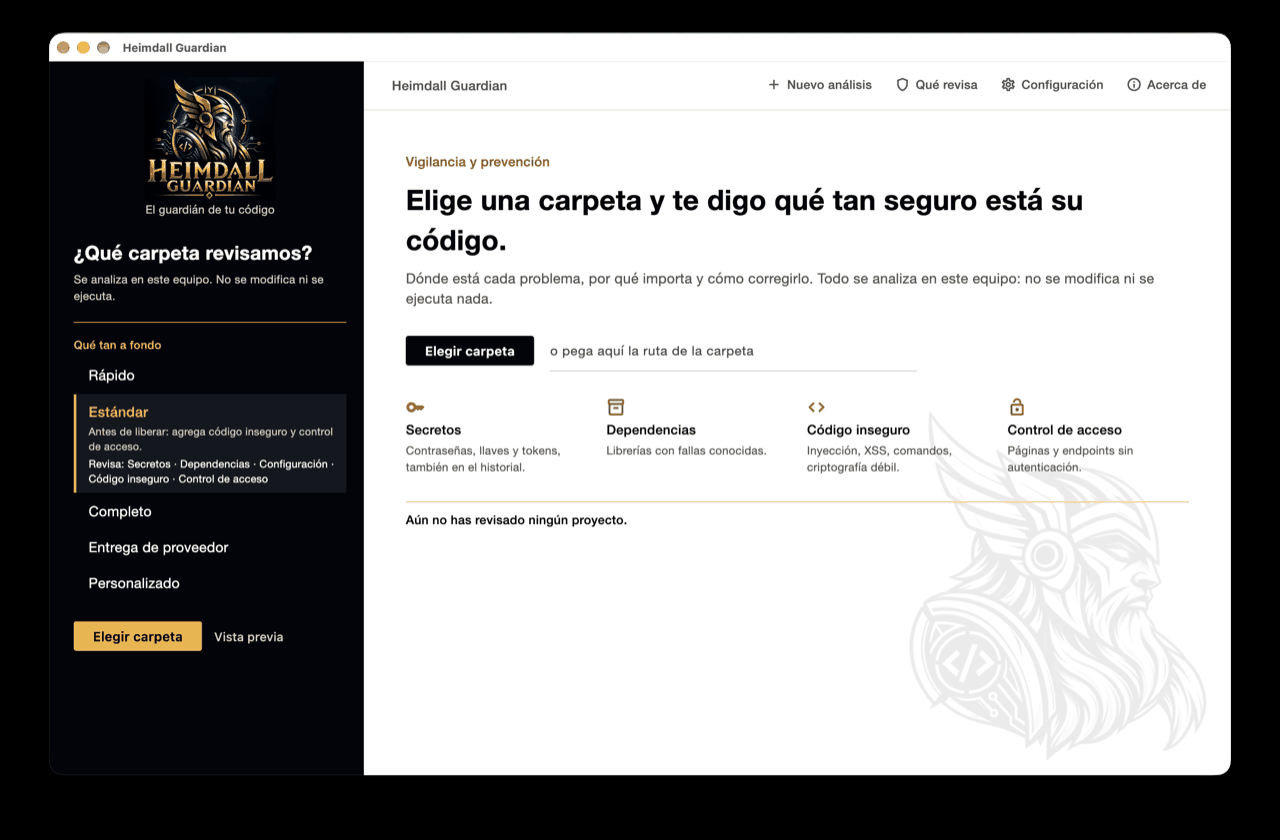 Heimdall Guardian
HEIMDALL
GUARDIAN
El guardián de tu código
¿Qué carpeta revisamos?
Se analiza en este equipo. No se modifica ni se
ejecuta.
Qué tan a fondo
Rápido
Estándar
Antes de liberar: agrega código inseguro y control
de acceso.
Revisa: Secretos · Dependencias · Configuración ·
Código inseguro · Control de acceso
Completo
Entrega de proveedor
Personalizado
Elegir carpeta
Vista previa
Heimdall Guardian
Nuevo análisis
Qué revisa
Configuración
Acerca de
Vigilancia y prevención
Elige una carpeta y te digo qué tan seguro está su
código.
Dónde está cada problema, por qué importa y cómo corregirlo. Todo se analiza en este equipo: no se modifica ni se
ejecuta nada.
Elegir carpeta
o pega aquí la ruta de la carpeta
Secretos
Contraseñas, llaves y tokens,
también en el historial.
Dependencias
Librerías con fallas conocidas.
Código inseguro
Inyección, XSS, comandos,
criptografía débil.
Control de acceso
Páginas y endpoints sin
autenticación.
Aún no has revisado ningún proyecto.